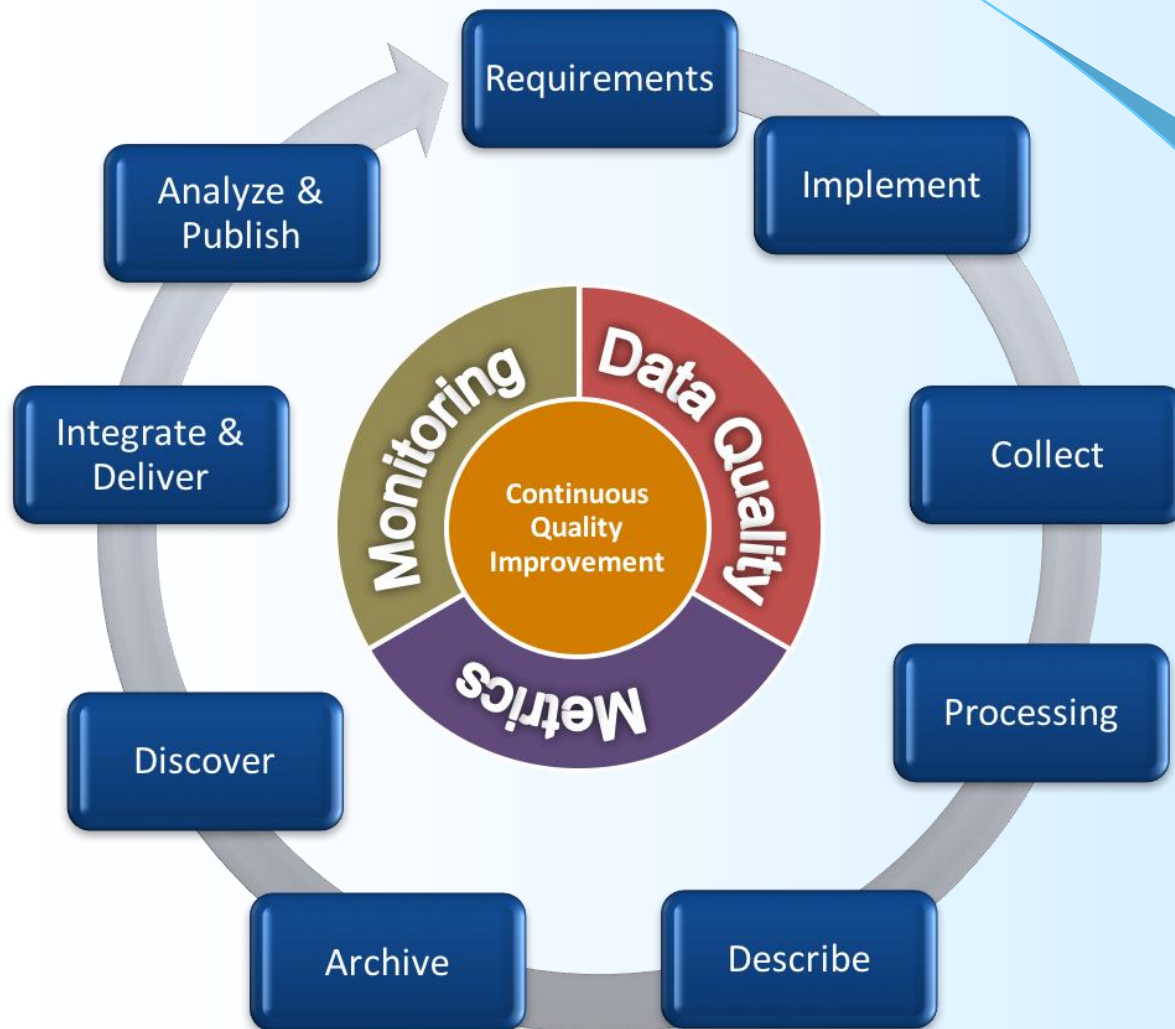 Requirements
Implement
Collect
Processing
Describe
Archive
Discover
Integrate &
Deliver
Analyze &
Publish
Monitoring
Data Quality
Metrics
Continuous
Quality
Improvement